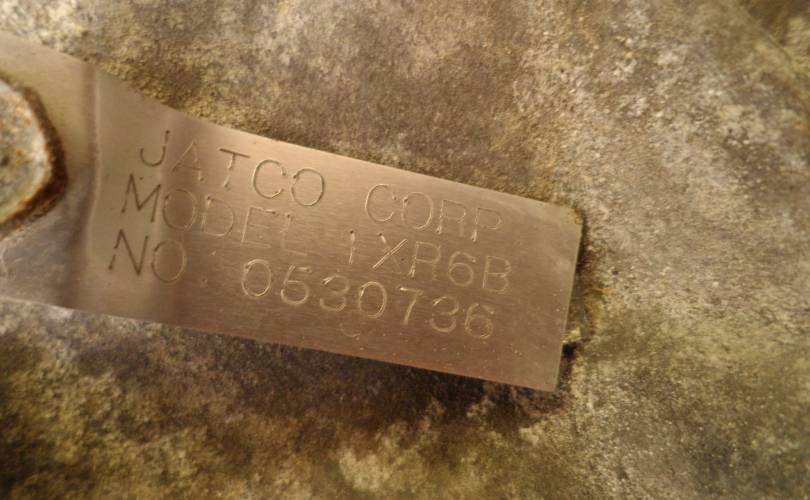 JATCO CORP.
MODEL 1XR6B
NO. 0530736